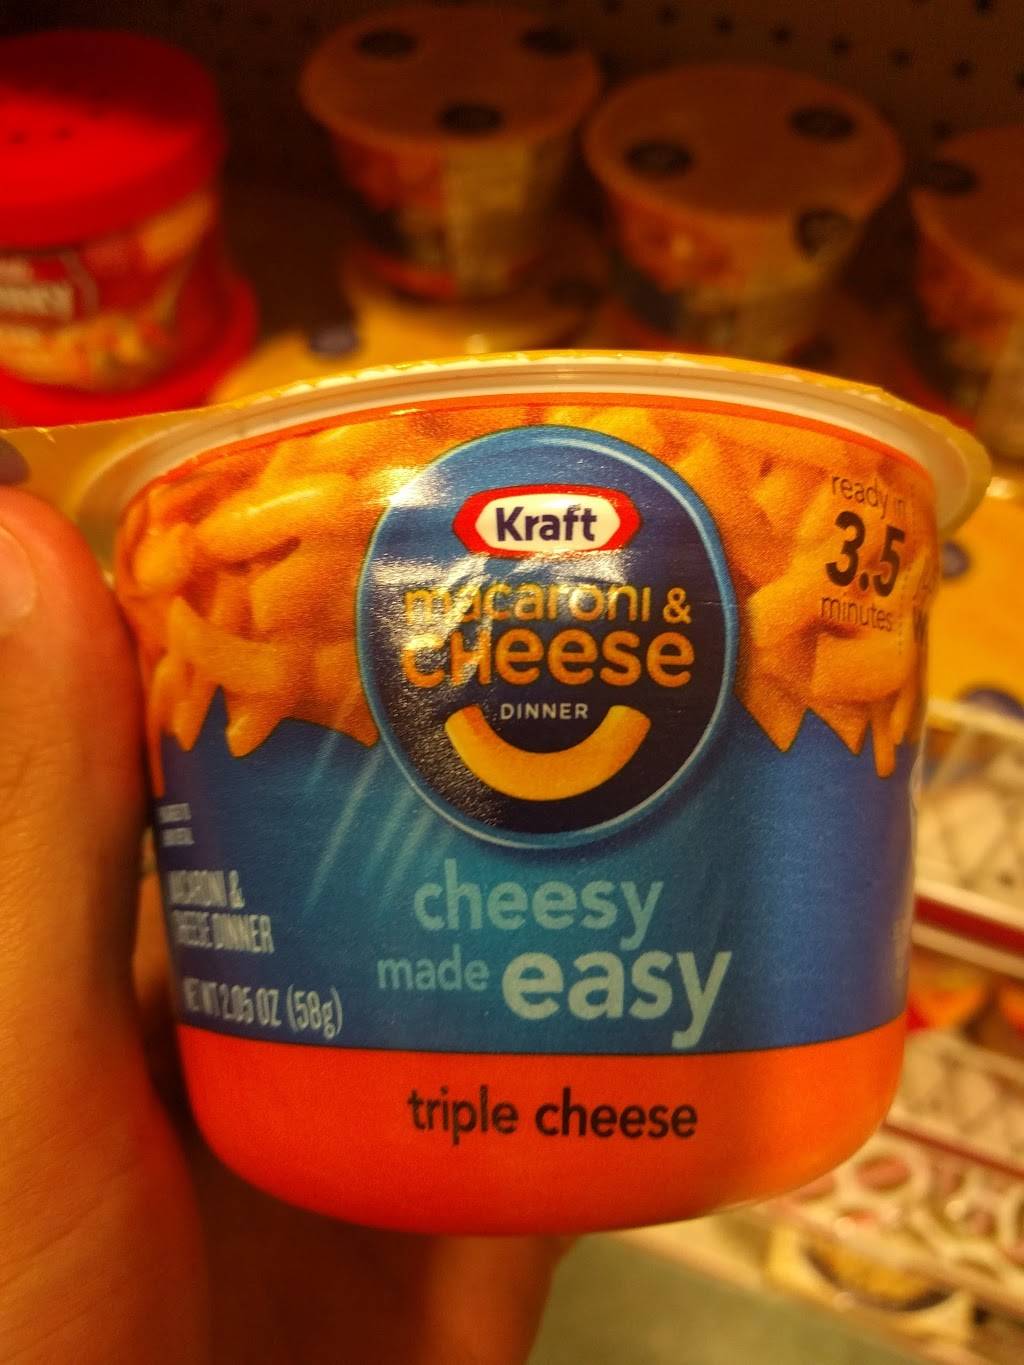 Kraft
macaroni &
CHeese
DINNER
ready in
3.5
minutes
cheesy
made easy
MACARONI &
CHEESE DINNER
NET WT 2.05 OZ (58g)
triple cheese